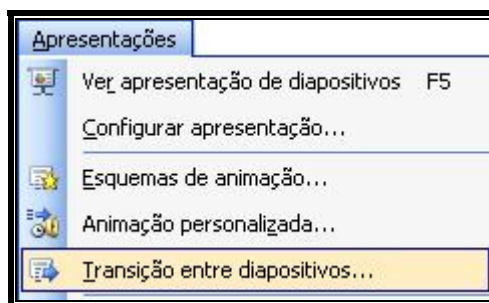 Apresentações
Ver apresentação de diapositivos F5
Configurar apresentação...
Esquemas de animação...
Animação personalizada...
Transição entre diapositivos...